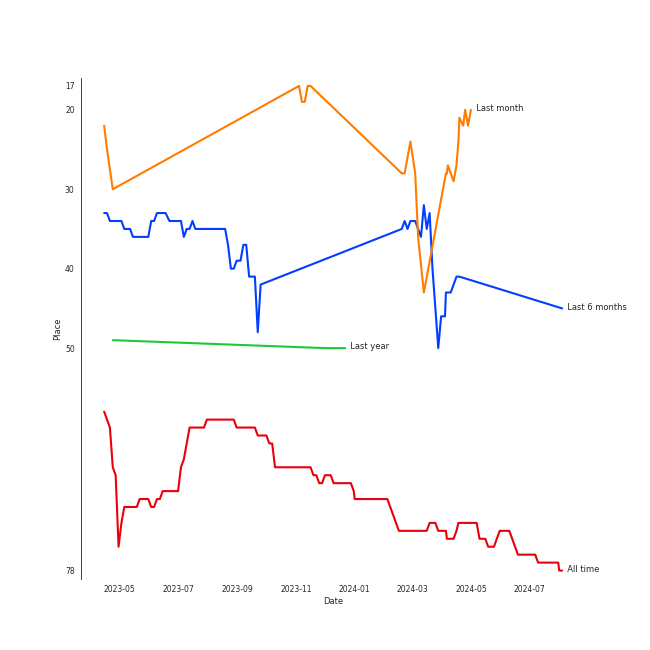 17
20
Last month
30
40
Last 6 months
Place
50
Last year
78
All time
2023-05
2023-07
2023-09
2023-11
2024-01
2024-03
2024-05
2024-07
Date